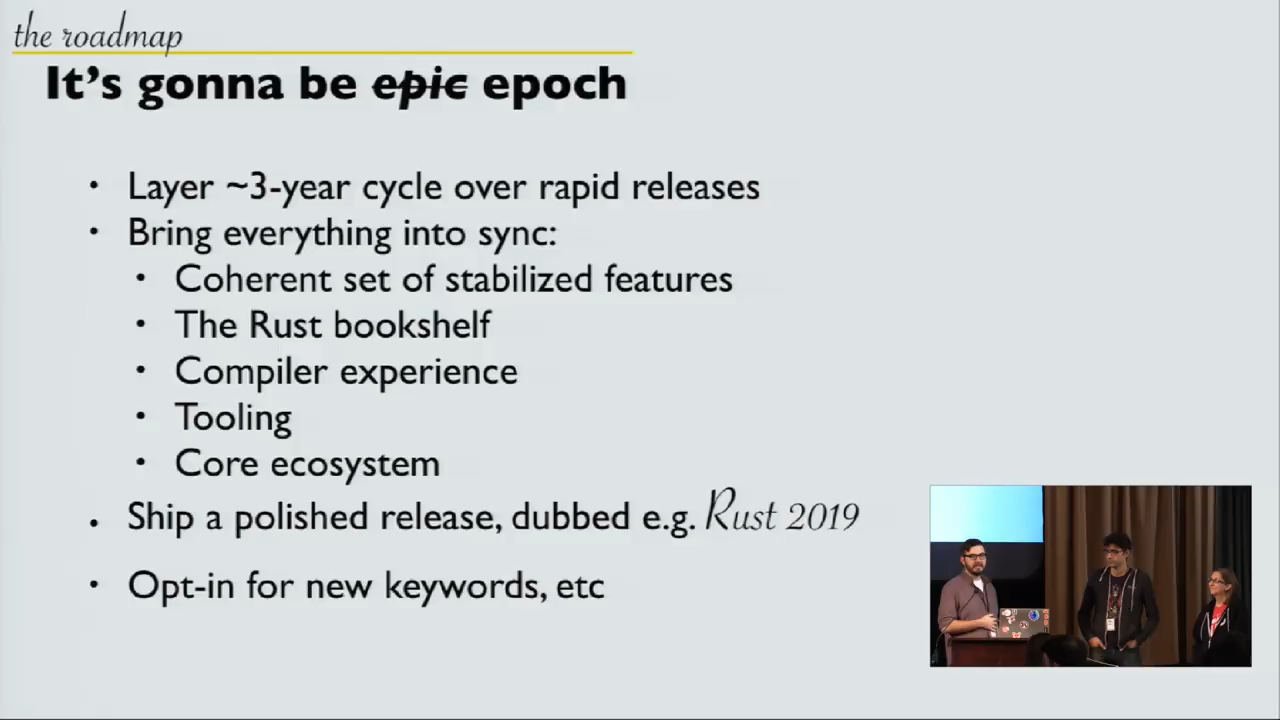 the roadmap
It's gonna be epic epoch
• Layer ~3-year cycle over rapid releases
• Bring everything into sync:
• Coherent set of stabilized features
• The Rust bookshelf
• Compiler experience
• Tooling
• Core ecosystem
• Ship a polished release, dubbed e.g. Rust 2019
• Opt-in for new keywords, etc